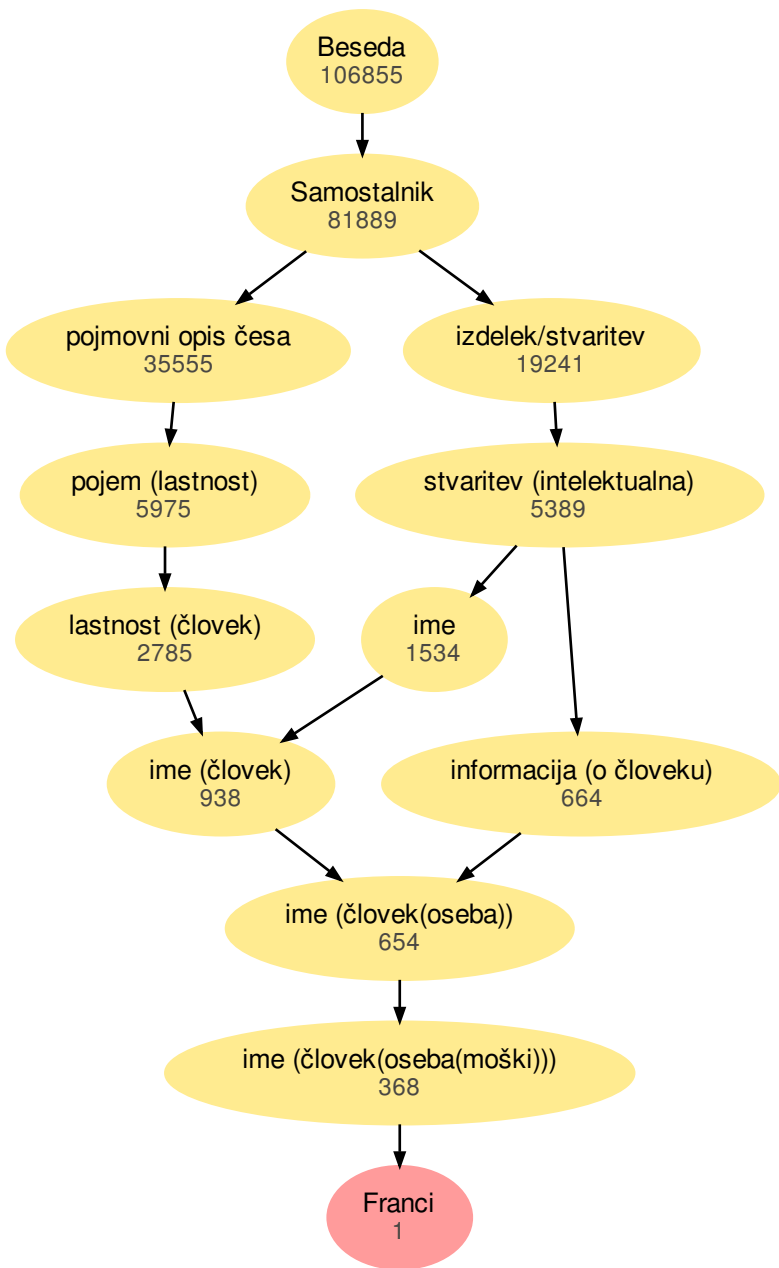 Beseda
106855
Samostalnik
81889
pojmovni opis česa
35555
izdelek/stvaritev
19241
pojem (lastnost)
5975
stvaritev (intelektualna)
5389
lastnost (človek)
2785
ime
1534
ime (človek)
938
informacija (o človeku)
664
ime (človek(oseba))
654
ime (človek(oseba(moški)))
368
Franci
1